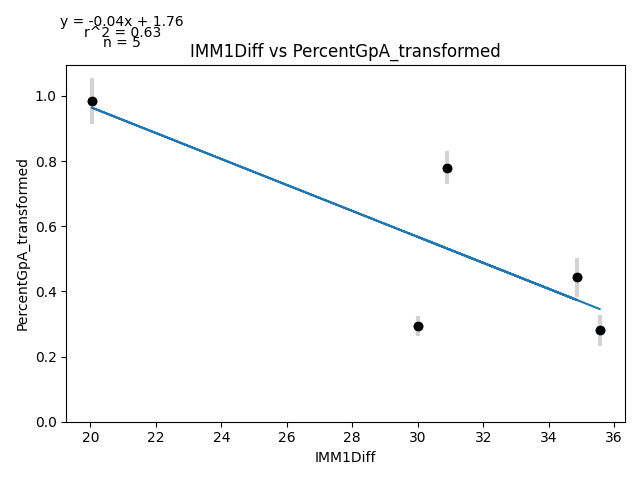 y = -0.04x + 1.76
r^2 = 0.63
n = 5
IMM1Diff vs PercentGpA_transformed
PercentGpA_transformed
1.0
0.8
0.6
0.4
0.2
0.0
20
22
24
26
28
30
32
34
36
IMM1Diff